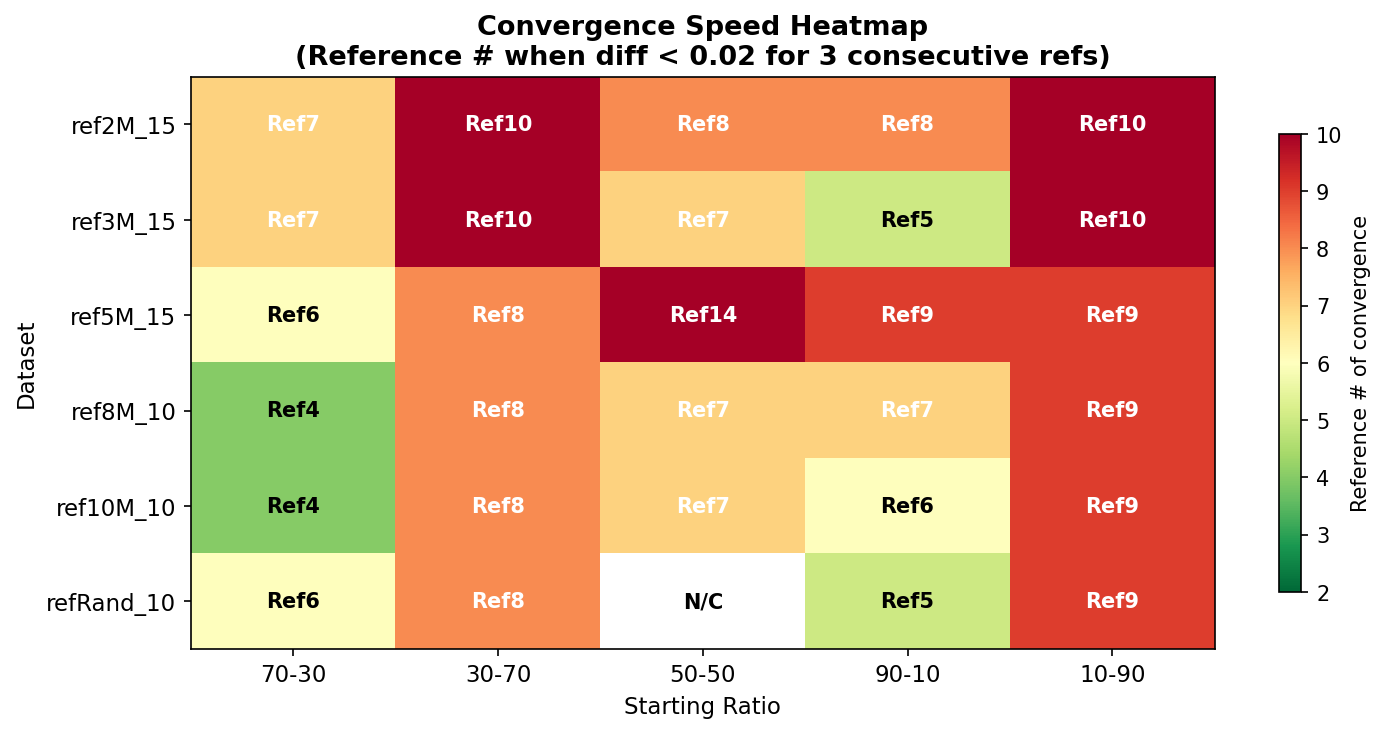 Convergence Speed Heatmap
(Reference # when diff < 0.02 for 3 consecutive refs)
ref2M_15 Ref7 Ref10 Ref8 Ref8 Ref10
ref3M_15 Ref7 Ref10 Ref7 Ref5 Ref10
ref5M_15 Ref6 Ref8 Ref14 Ref9 Ref9
ref8M_10 Ref4 Ref8 Ref7 Ref7 Ref9
ref10M_10 Ref4 Ref8 Ref7 Ref6 Ref9
refRand_10 Ref6 Ref8 N/C Ref5 Ref9
70-30 30-70 50-50 90-10 10-90
Starting Ratio
Dataset
10
9
8
7
6
5
4
3
2
Reference # of convergence